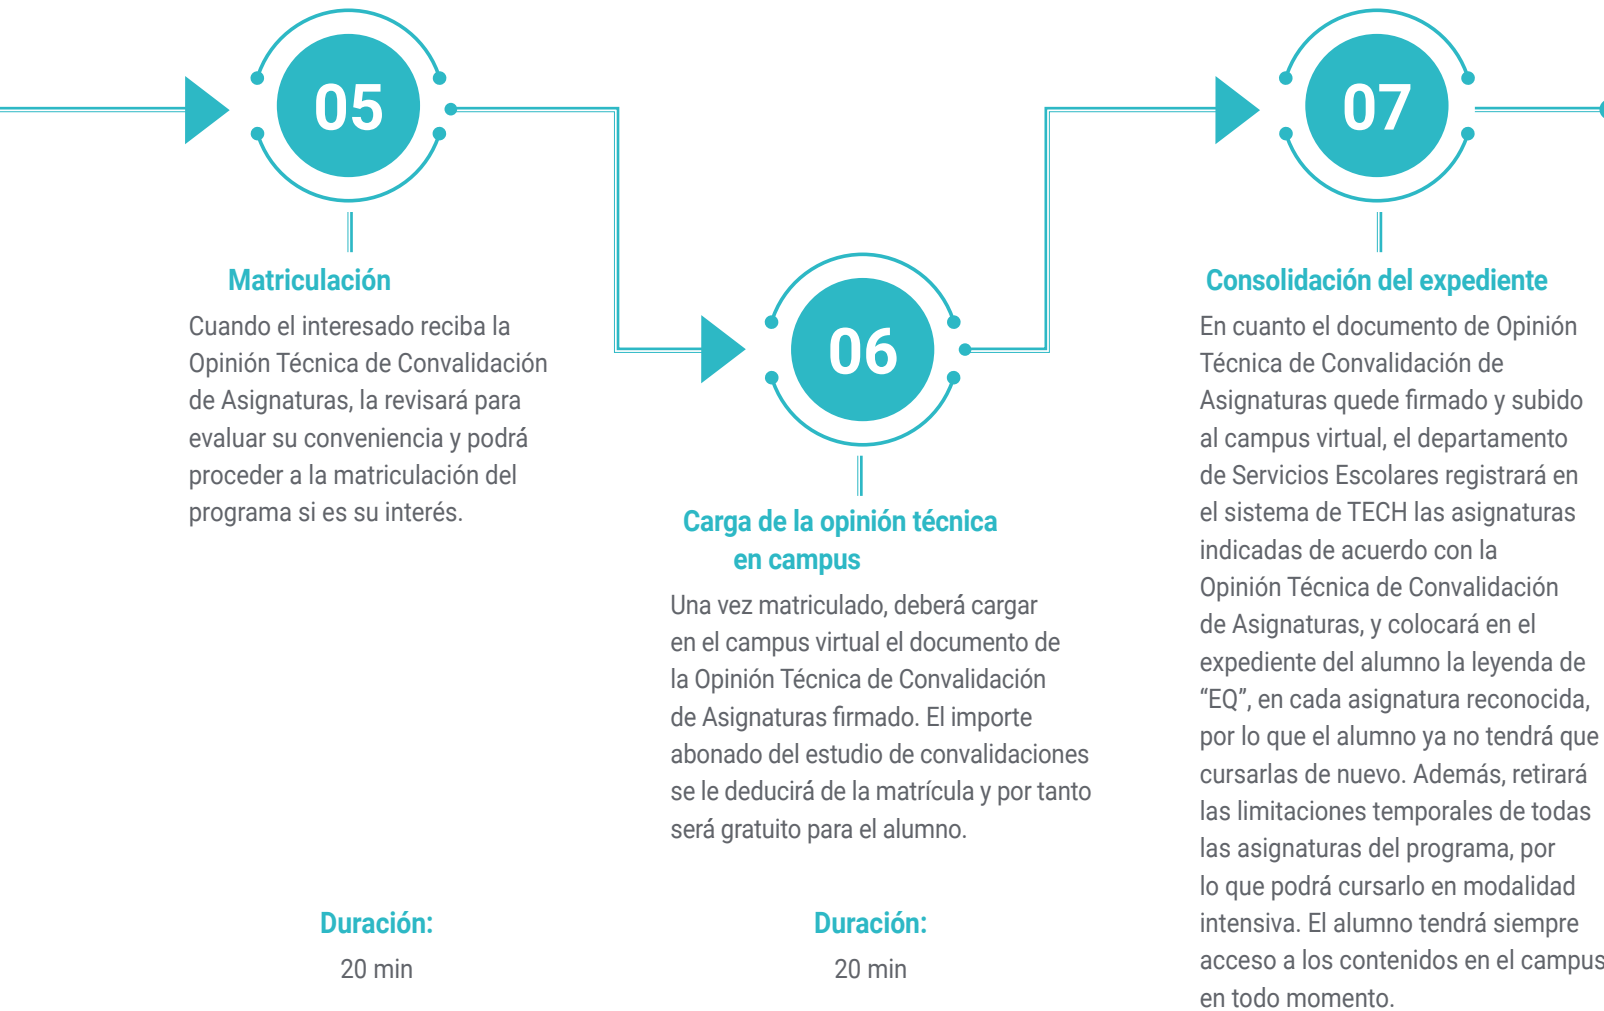 05
Matriculación
Cuando el interesado reciba la
Opinión Técnica de Convalidación
de Asignaturas, la revisará para
evaluar su conveniencia y podrá
proceder a la matriculación del
programa si es su interés.
Duración:
20 min
06
Carga de la opinión técnica
en campus
Una vez matriculado, deberá cargar
en el campus virtual el documento de
la Opinión Técnica de Convalidación
de Asignaturas firmado. El importe
abonado del estudio de convalidaciones
se le deducirá de la matrícula y por tanto
será gratuito para el alumno.
Duración:
20 min
07
Consolidación del expediente
En cuanto el documento de Opinión
Técnica de Convalidación de
Asignaturas quede firmado y subido
al campus virtual, el departamento
de Servicios Escolares registrará en
el sistema de TECH las asignaturas
indicadas de acuerdo con la
Opinión Técnica de Convalidación
de Asignaturas, y colocará en el
expediente del alumno la leyenda de
“EQ”, en cada asignatura reconocida,
por lo que el alumno ya no tendrá que
cursarlas de nuevo. Además, retirará
las limitaciones temporales de todas
las asignaturas del programa, por
lo que podrá cursarlo en modalidad
intensiva. El alumno tendrá siempre
acceso a los contenidos en el campus
en todo momento.